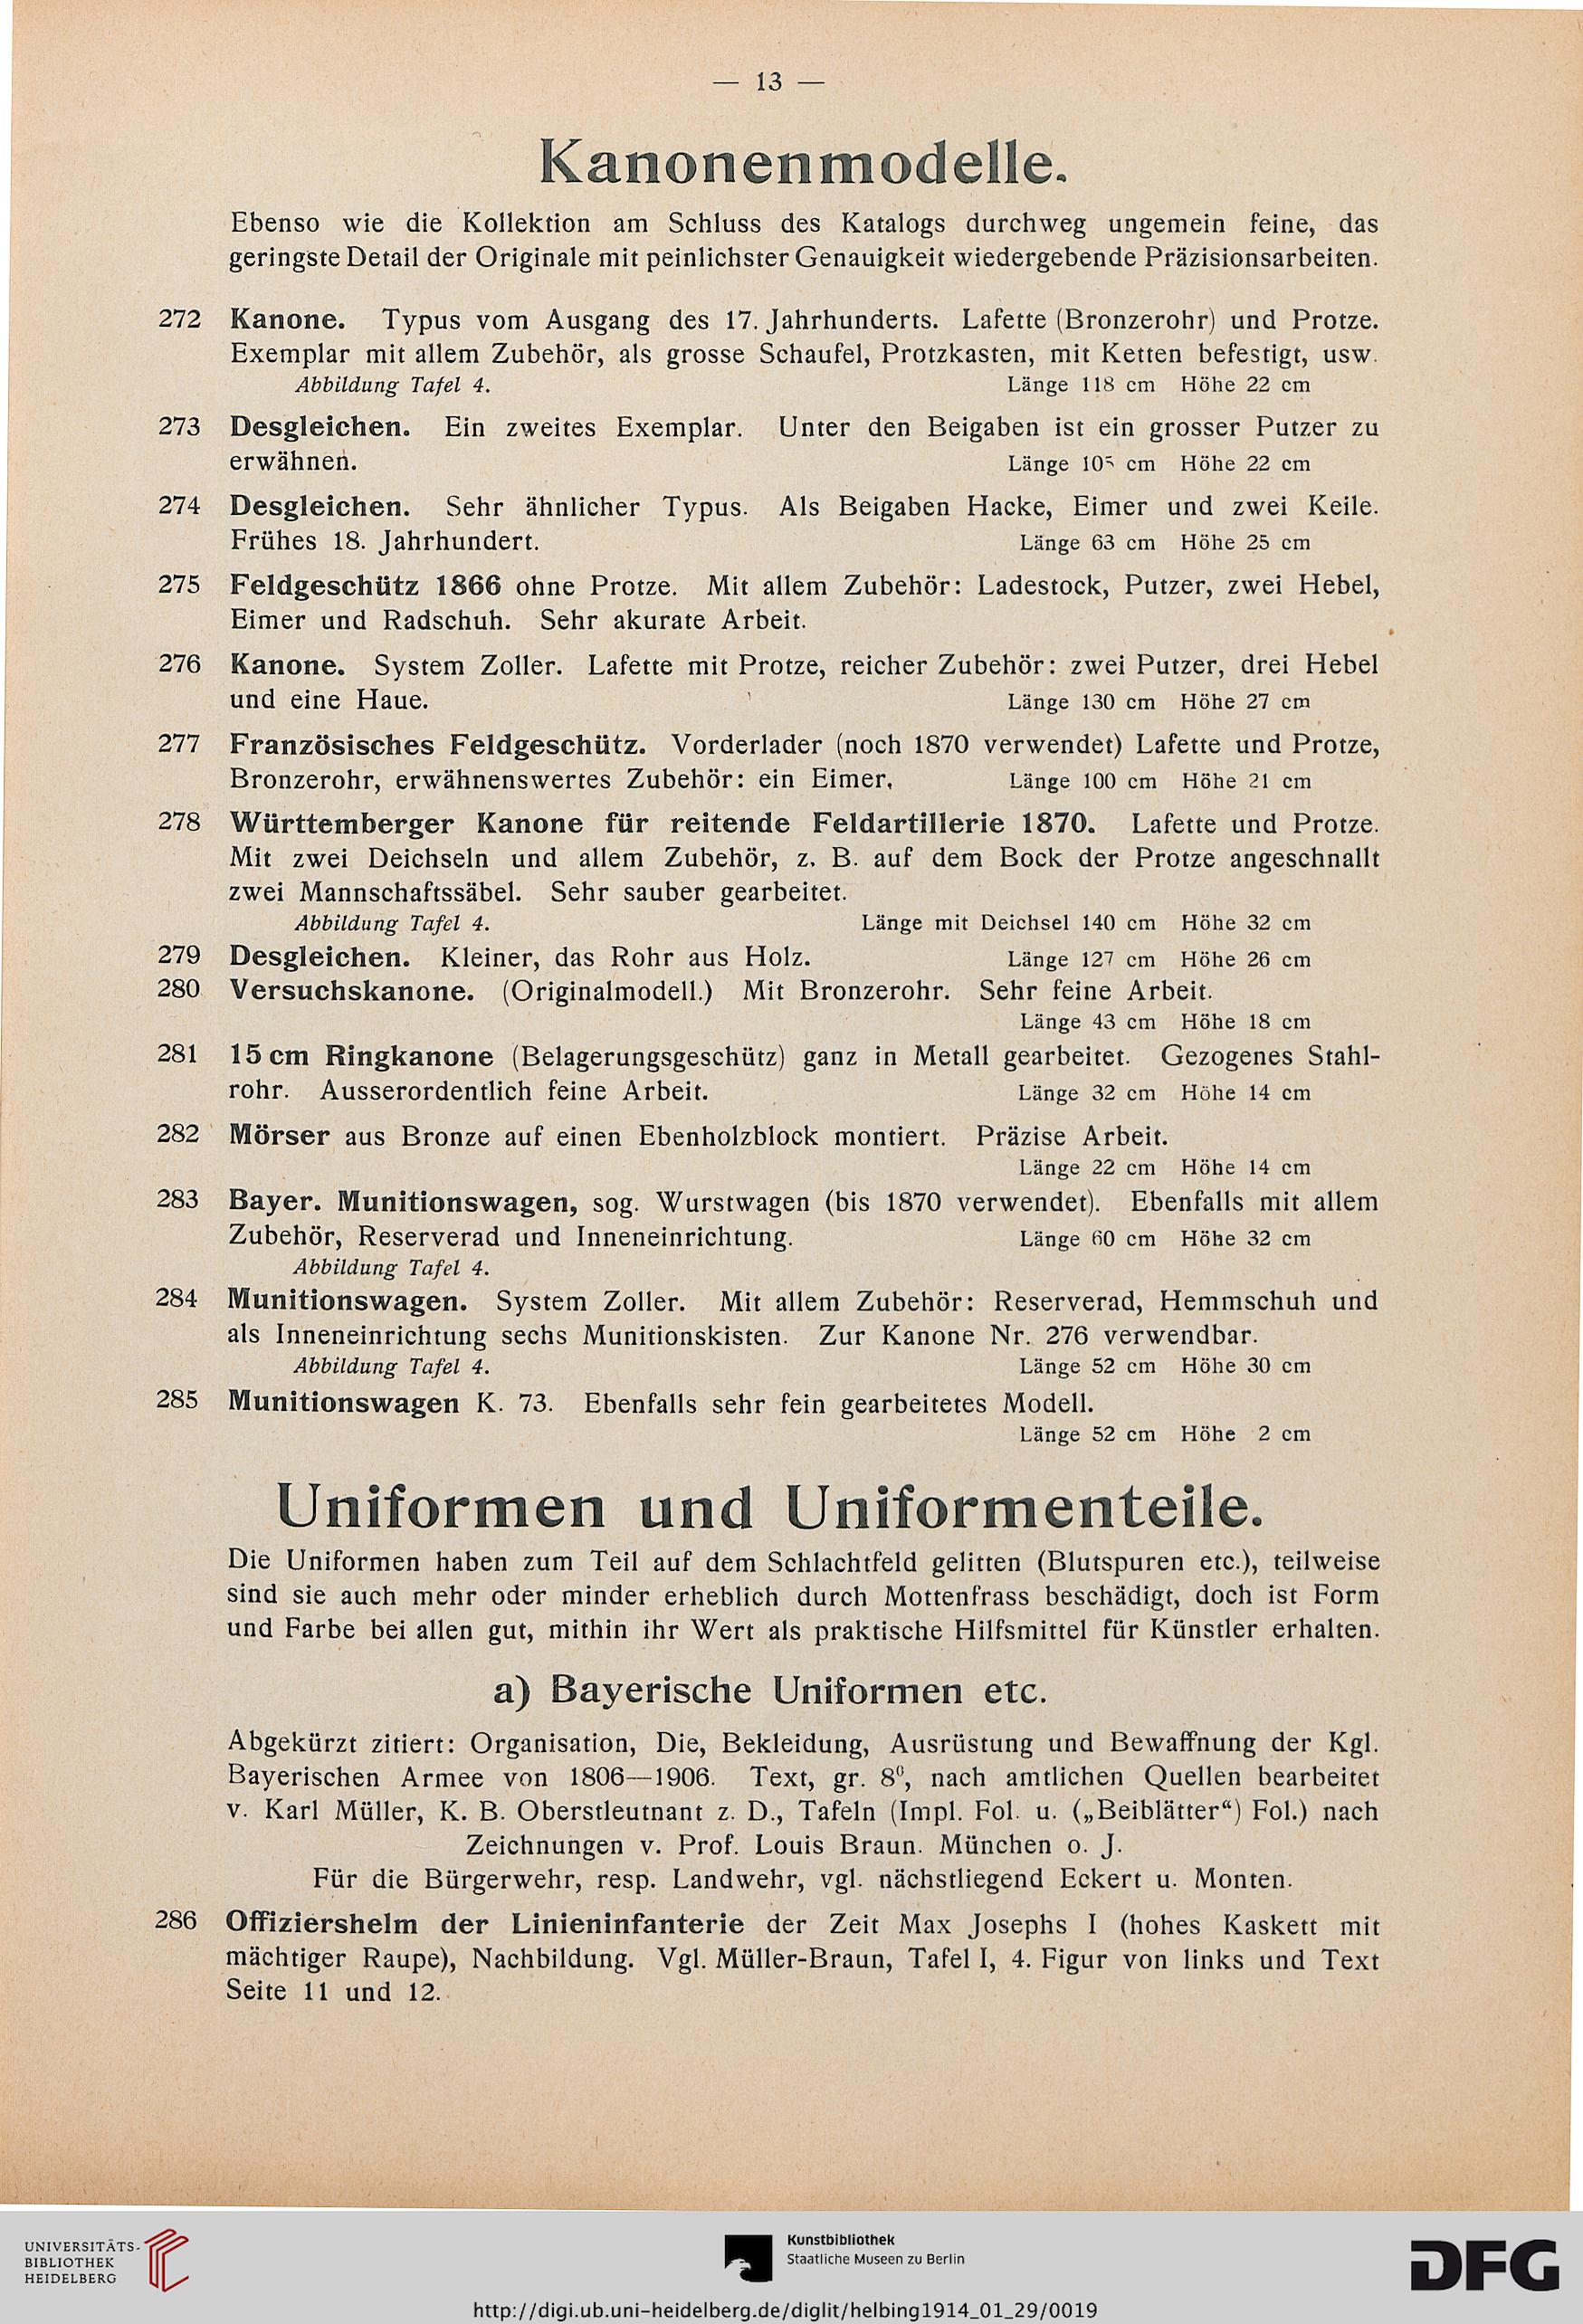 — 13 —
Kanonenmodelle.
Ebenso wie die Kollektion am Schluss des Katalogs durchweg ungemein feine, das
geringste Detail der Originale mit peinlichster Genauigkeit wiedergebende Präzisionsarbeiten.
272 Kanone. Typus vom Ausgang des 17. Jahrhunderts. Lafette (Bronzerohr) und Protze.
Exemplar mit allem Zubehör, als grosse Schaufel, Protzkasten, mit Ketten befestigt, usw.
Abbildung Tafel 4. Länge 118 cm Höhe 22 cm
273 Desgleichen. Ein zweites Exemplar. Unter den Beigaben ist ein grosser Putzer zu
erwähnen. Länge 105 cm Höhe 22 cm
274 Desgleichen. Sehr ähnlicher Typus. Als Beigaben Hacke, Eimer und zwei Keile.
Frühes 18. Jahrhundert. Länge 63 cm Höhe 25 cm
275 Feldgeschütz 1866 ohne Protze. Mit allem Zubehör: Ladestock, Putzer, zwei Hebel,
Eimer und Radschuh. Sehr akurate Arbeit.
276 Kanone. System Zoller. Lafette mit Protze, reicher Zubehör: zwei Putzer, drei Hebel
und eine Haue. Länge 130 cm Höhe 27 cm
277 Französisches Feldgeschütz. Vorderlader (noch 1870 verwendet) Lafette und Protze,
Bronzerohr, erwähnenswertes Zubehör: ein Eimer, Länge 100 cm Höhe 21 cm
278 Württemberger Kanone für reitende Feldartillerie 1870. Lafette und Protze.
Mit zwei Deichseln und allem Zubehör, z. B. auf dem Bock der Protze angeschnallt
zwei Mannschaftssäbel. Sehr sauber gearbeitet.
Abbildung Tafel 4. Länge mit Deichsel 140 cm Höhe 32 cm
279 Desgleichen. Kleiner, das Rohr aus Holz. Länge 127 cm Höhe 26 cm
280 Versuchskanone. (Originalmodell.) Mit Bronzerohr. Sehr feine Arbeit.
Länge 43 cm Höhe 18 cm
281 15 cm Ringkanone (Belagerungsgeschütz) ganz in Metall gearbeitet. Gezogenes Stahl-
rohr. Ausserordentlich feine Arbeit. Länge 32 cm Höhe 14 cm
282 Mörser aus Bronze auf einen Ebenholzblock montiert. Präzise Arbeit.
Länge 22 cm Höhe 14 cm
283 Bayer. Munitionswagen, sog. Wurstwagen (bis 1870 verwendet). Ebenfalls mit allem
Zubehör, Reserverad und Inneneinrichtung. Länge 60 cm Höhe 32 cm
Abbildung Tafel 4.
284 Munitionswagen. System Zoller. Mit allem Zubehör: Reserverad, Hemmschuh und
als Inneneinrichtung sechs Munitionskisten. Zur Kanone Nr. 276 verwendbar.
Abbildung Tafel 4. Länge 52 cm Höhe 30 cm
285 Munitionswagen K. 73. Ebenfalls sehr fein gearbeitetes Modell.
Länge 52 cm Höhe 2 cm
Uniformen und Uniformenteile.
Die Uniformen haben zum Teil auf dem Schlachtfeld gelitten (Blutspuren etc.), teilweise
sind sie auch mehr oder minder erheblich durch Mottenfrass beschädigt, doch ist Form
und Farbe bei allen gut, mithin ihr Wert als praktische Hilfsmittel für Künstler erhalten.
a) Bayerische Uniformen etc.
Abgekürzt zitiert: Organisation, Die, Bekleidung, Ausrüstung und Bewaffnung der Kgl.
Bayerischen Armee von 1806—1906. Text, gr. 8⁰, nach amtlichen Quellen bearbeitet
v. Karl Müller, K. B. Oberstleutnant z. D., Tafeln (Impl. Fol. u. („Beiblätter“) Fol.) nach
Zeichnungen v. Prof. Louis Braun. München o. J.
Für die Bürgerwehr, resp. Landwehr, vgl. nächstliegend Eckert u. Monten.
286 Offiziershelm der Linieninfanterie der Zeit Max Josephs I (hohes Kaskett mit
mächtiger Raupe), Nachbildung. Vgl. Müller-Braun, Tafel I, 4. Figur von links und Text
Seite 11 und 12.
UNIVERSITÄTS-
BIBLIOTHEK
HEIDELBERG
Kunstbibliothek
Staatliche Museen zu Berlin
DFG
http://digi.ub.uni-heidelberg.de/diglit/helbing1914_01_29/0019